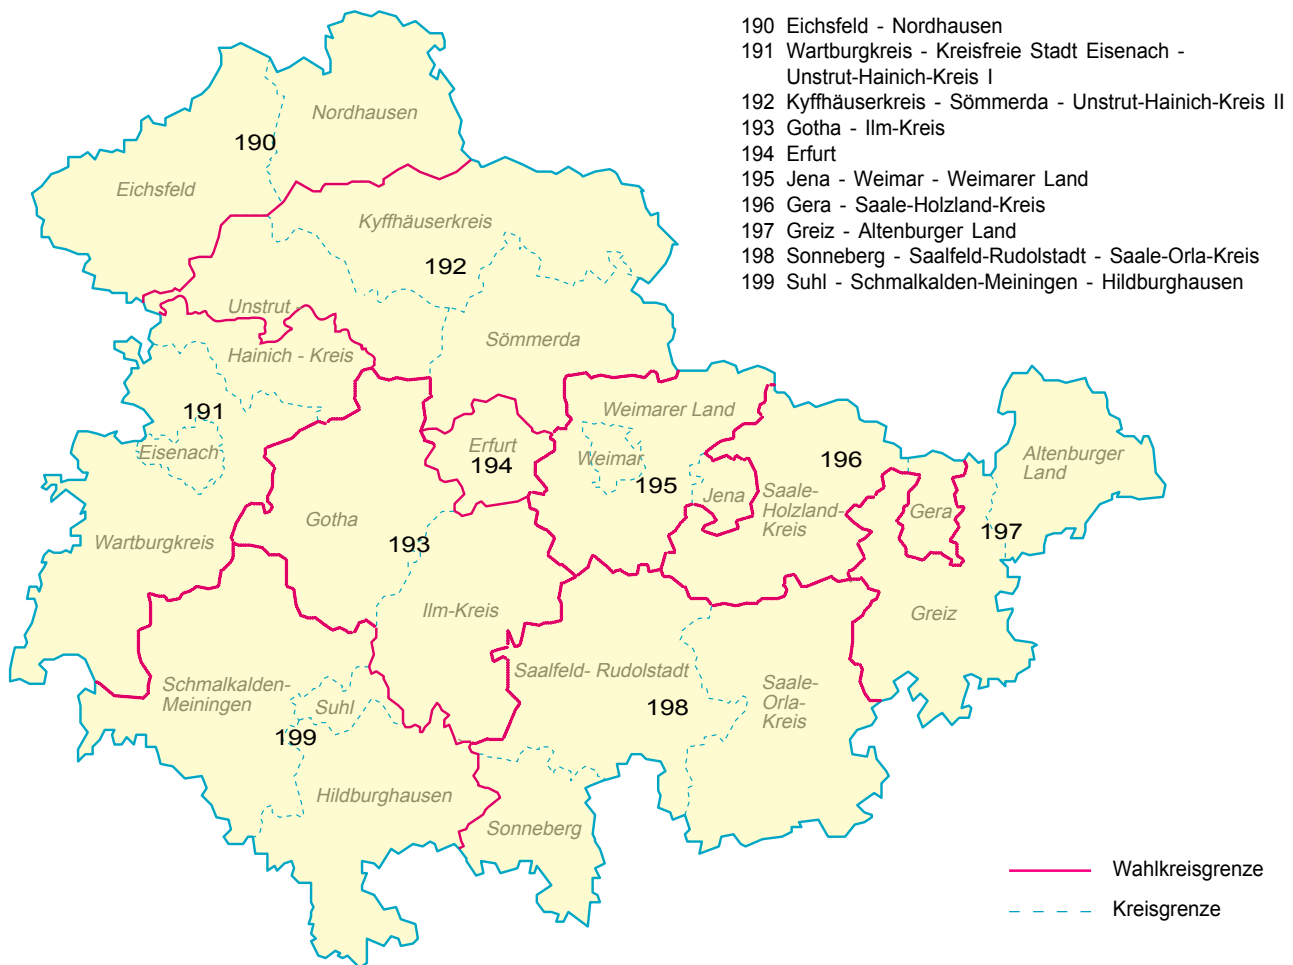 190 Eichsfeld - Nordhausen
191 Wartburgkreis - Kreisfreie Stadt Eisenach -
Unstrut-Hainich-Kreis I
192 Kyffhäuserkreis - Sömmerda - Unstrut-Hainich-Kreis II
193 Gotha - Ilm-Kreis
194 Erfurt
195 Jena - Weimar - Weimarer Land
196 Gera - Saale-Holzland-Kreis
197 Greiz - Altenburger Land
198 Sonneberg - Saalfeld-Rudolstadt - Saale-Orla-Kreis
199 Suhl - Schmalkalden-Meiningen - Hildburghausen
Nordhausen
190
Eichsfeld
Kyffhäuserkreis
192
Unstrut -
Hainich - Kreis
Sömmerda
191
Eisenach
Weimarer Land
Erfurt
194
Weimar
195
196
Altenburger
Land
Jena
Saale-
Holzland-
Kreis
Gera
197
Gotha
193
Wartburgkreis
Ilm-Kreis
Greiz
Saalfeld- Rudolstadt
198
Saale-
Orla-
Kreis
Schmalkalden-
Meiningen
Suhl
199
Hildburghausen
Sonneberg
Wahlkreisgrenze
Kreisgrenze